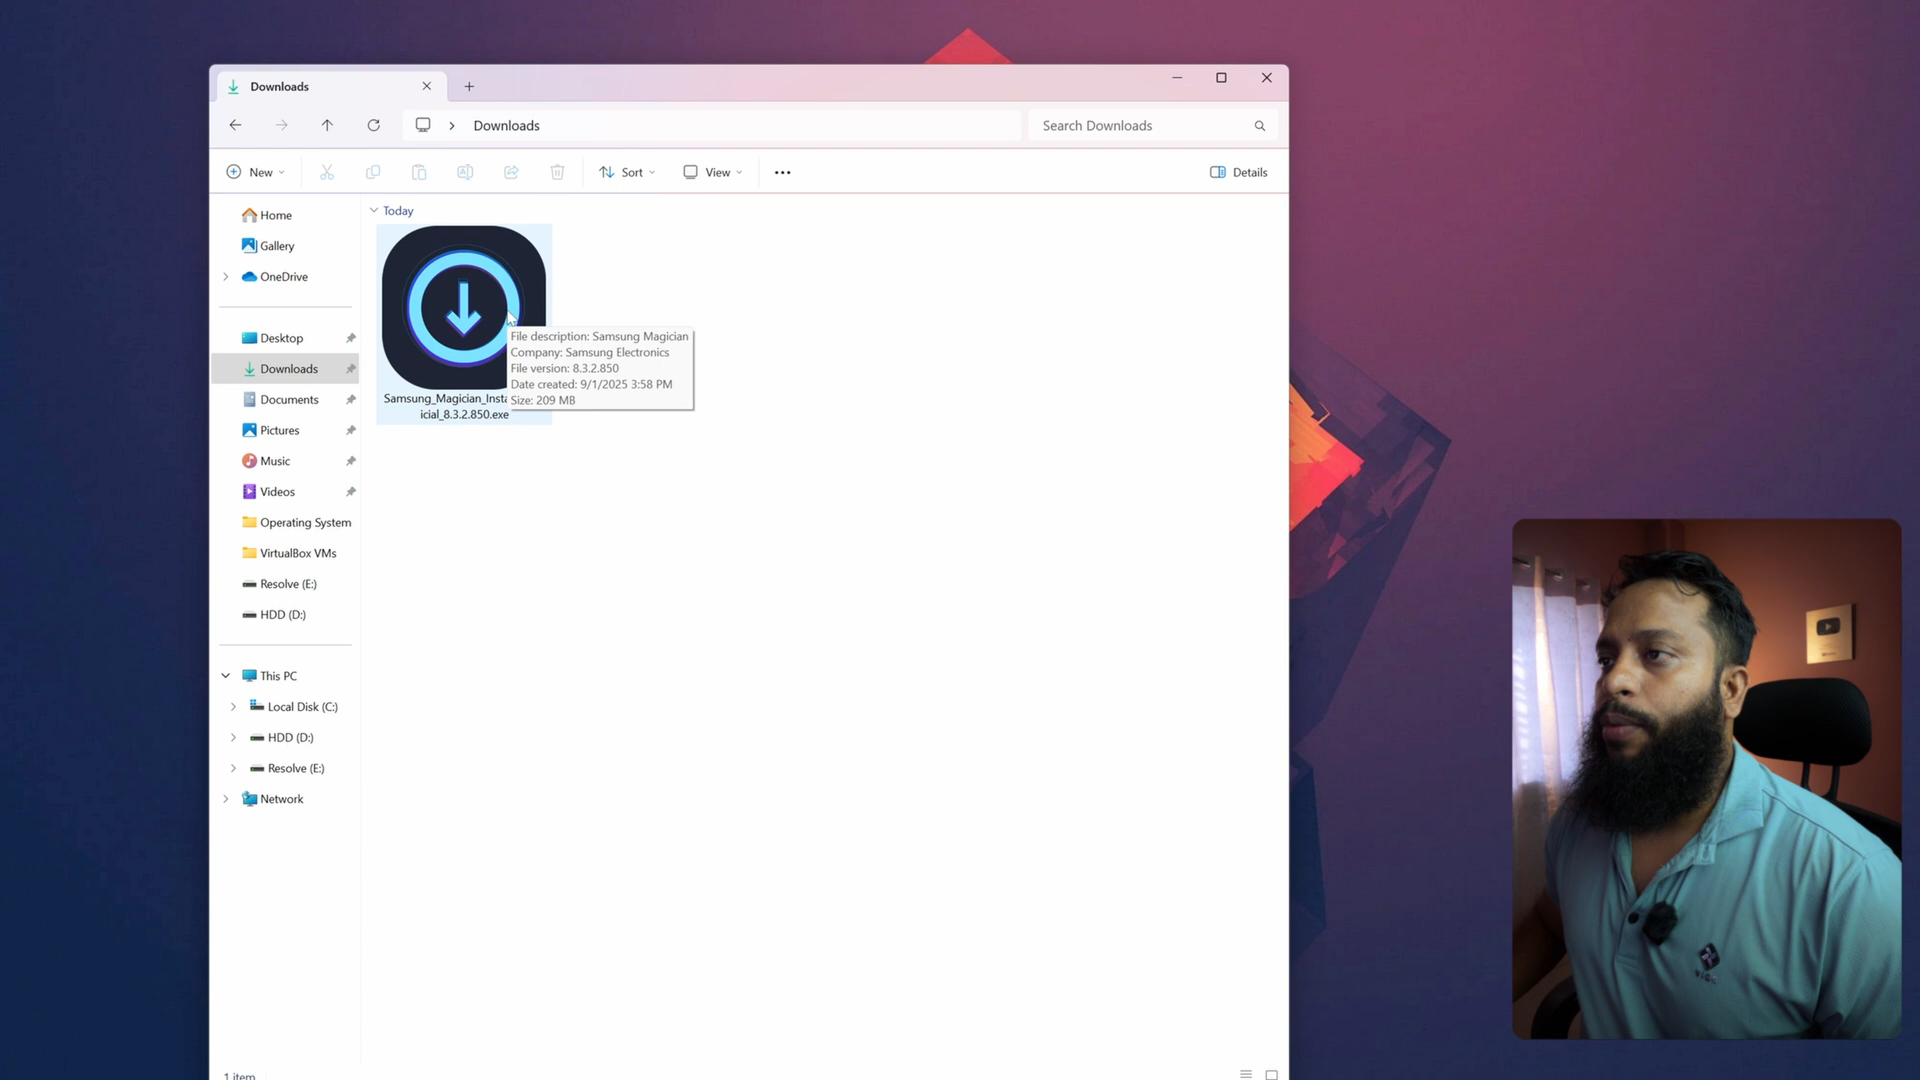 Downloads
Downloads
Search Downloads
New
Sort
View
Details
Home
Gallery
OneDrive
Desktop
Downloads
Documents
Pictures
Music
Videos
Operating System
VirtualBox VMs
Resolve (E:)
HDD (D:)
This PC
Local Disk (C:)
HDD (D:)
Resolve (E:)
Network
Today
Samsung_Magician_Insta
icial_8.3.2.850.exe
File description: Samsung Magician
Company: Samsung Electronics
File version: 8.3.2.850
Date created: 9/1/2025 3:58 PM
Size: 209 MB
1 item